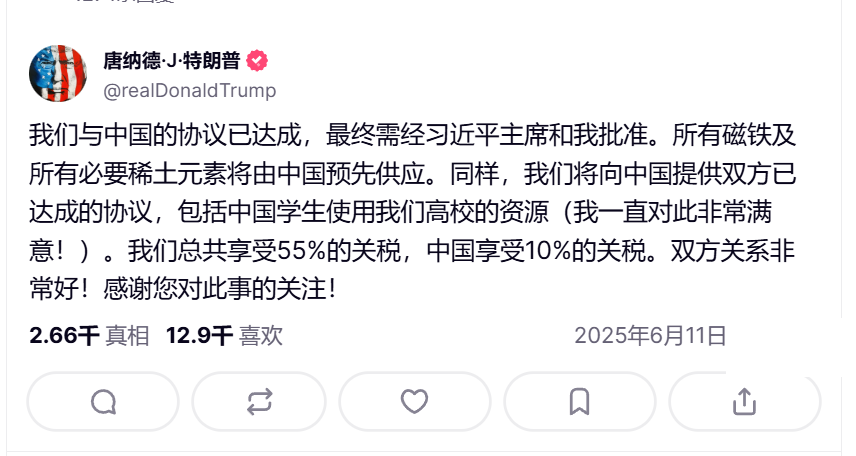 唐纳德·J·特朗普
@realDonaldTrump
我们与中国的协议已达成，最终需经习近平主席和我批准。所有磁铁及
所有必要稀土元素将由中国预先供应。同样，我们将向中国提供双方已
达成的协议，包括中国学生使用我们高校的资源（我一直对此非常满
意！）。我们总共享受55%的关税，中国享受10%的关税。双方关系非
常好！感谢您对此事的关注！
2.66千 真相 12.9千 喜欢 2025年6月11日